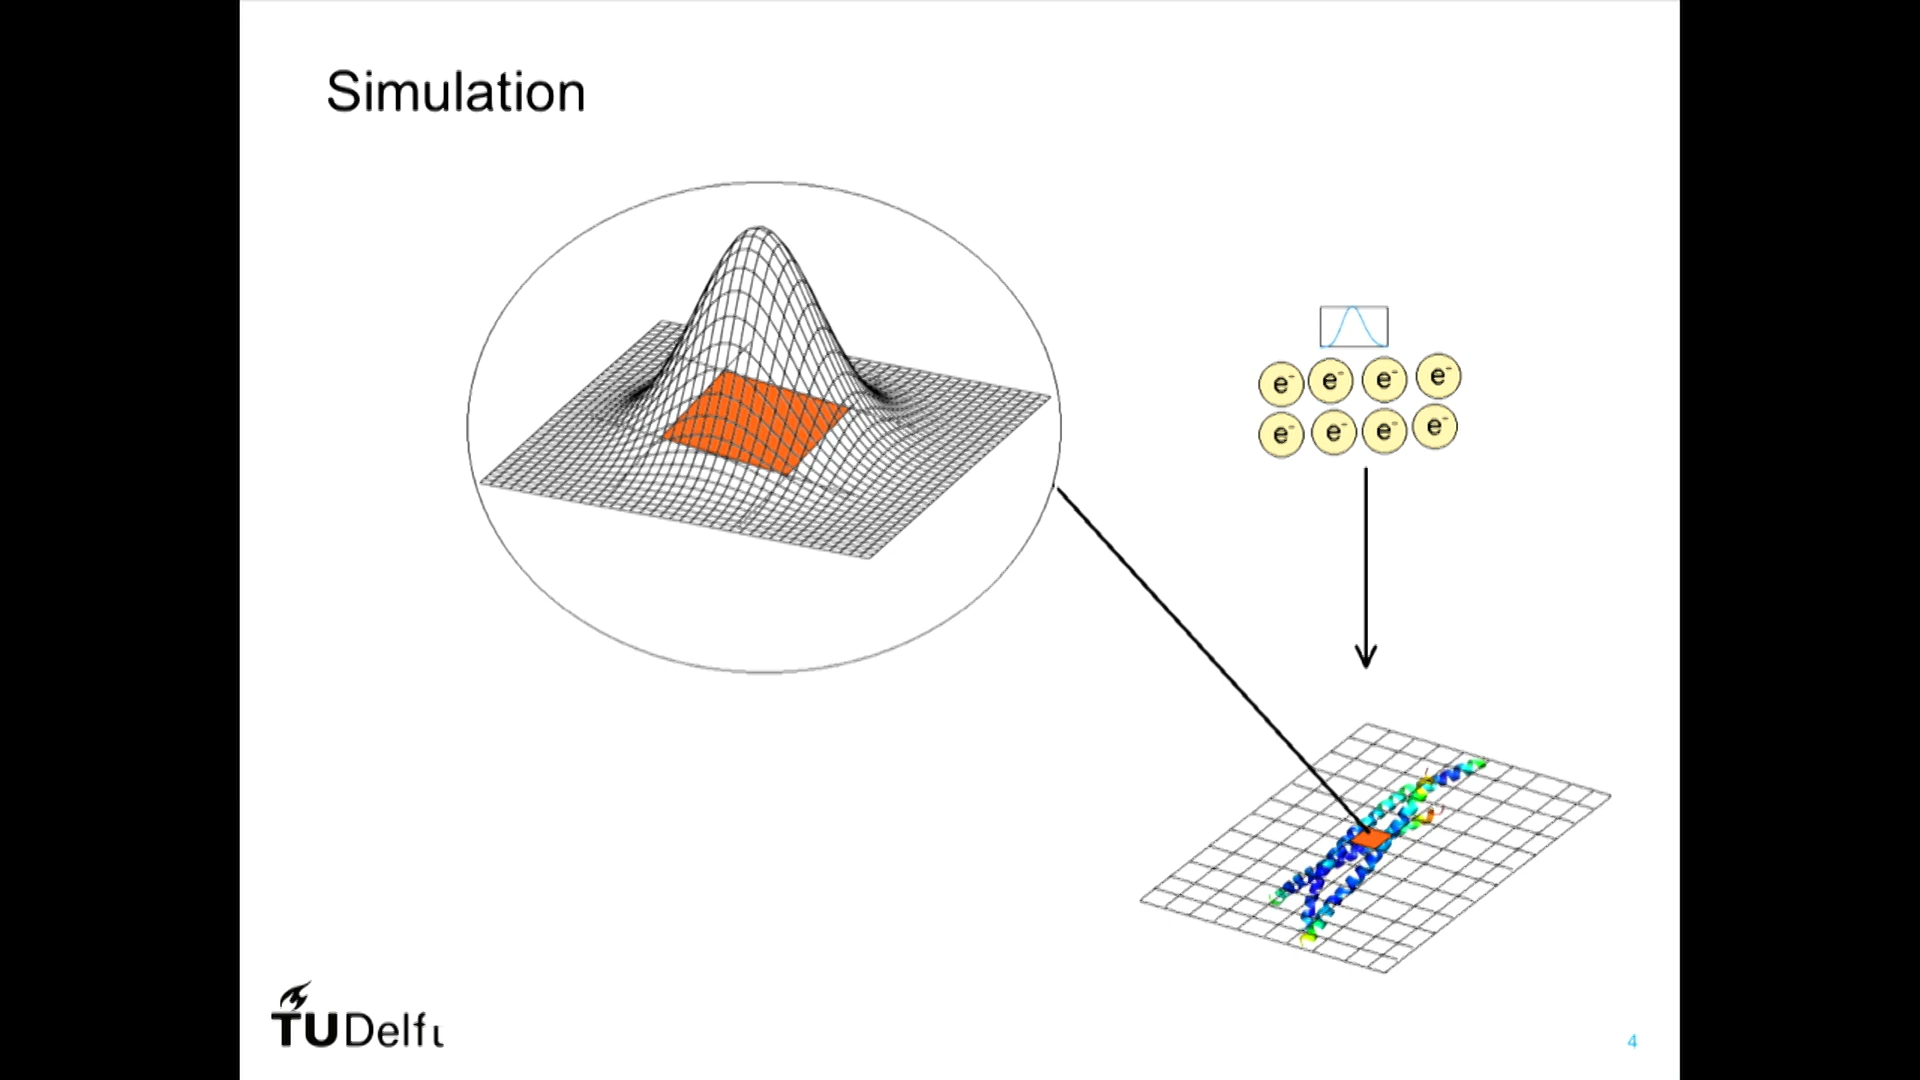 Simulation
e⁻ e⁻ e⁻ e⁻
e⁻ e⁻ e⁻ e⁻
TUDelft
4